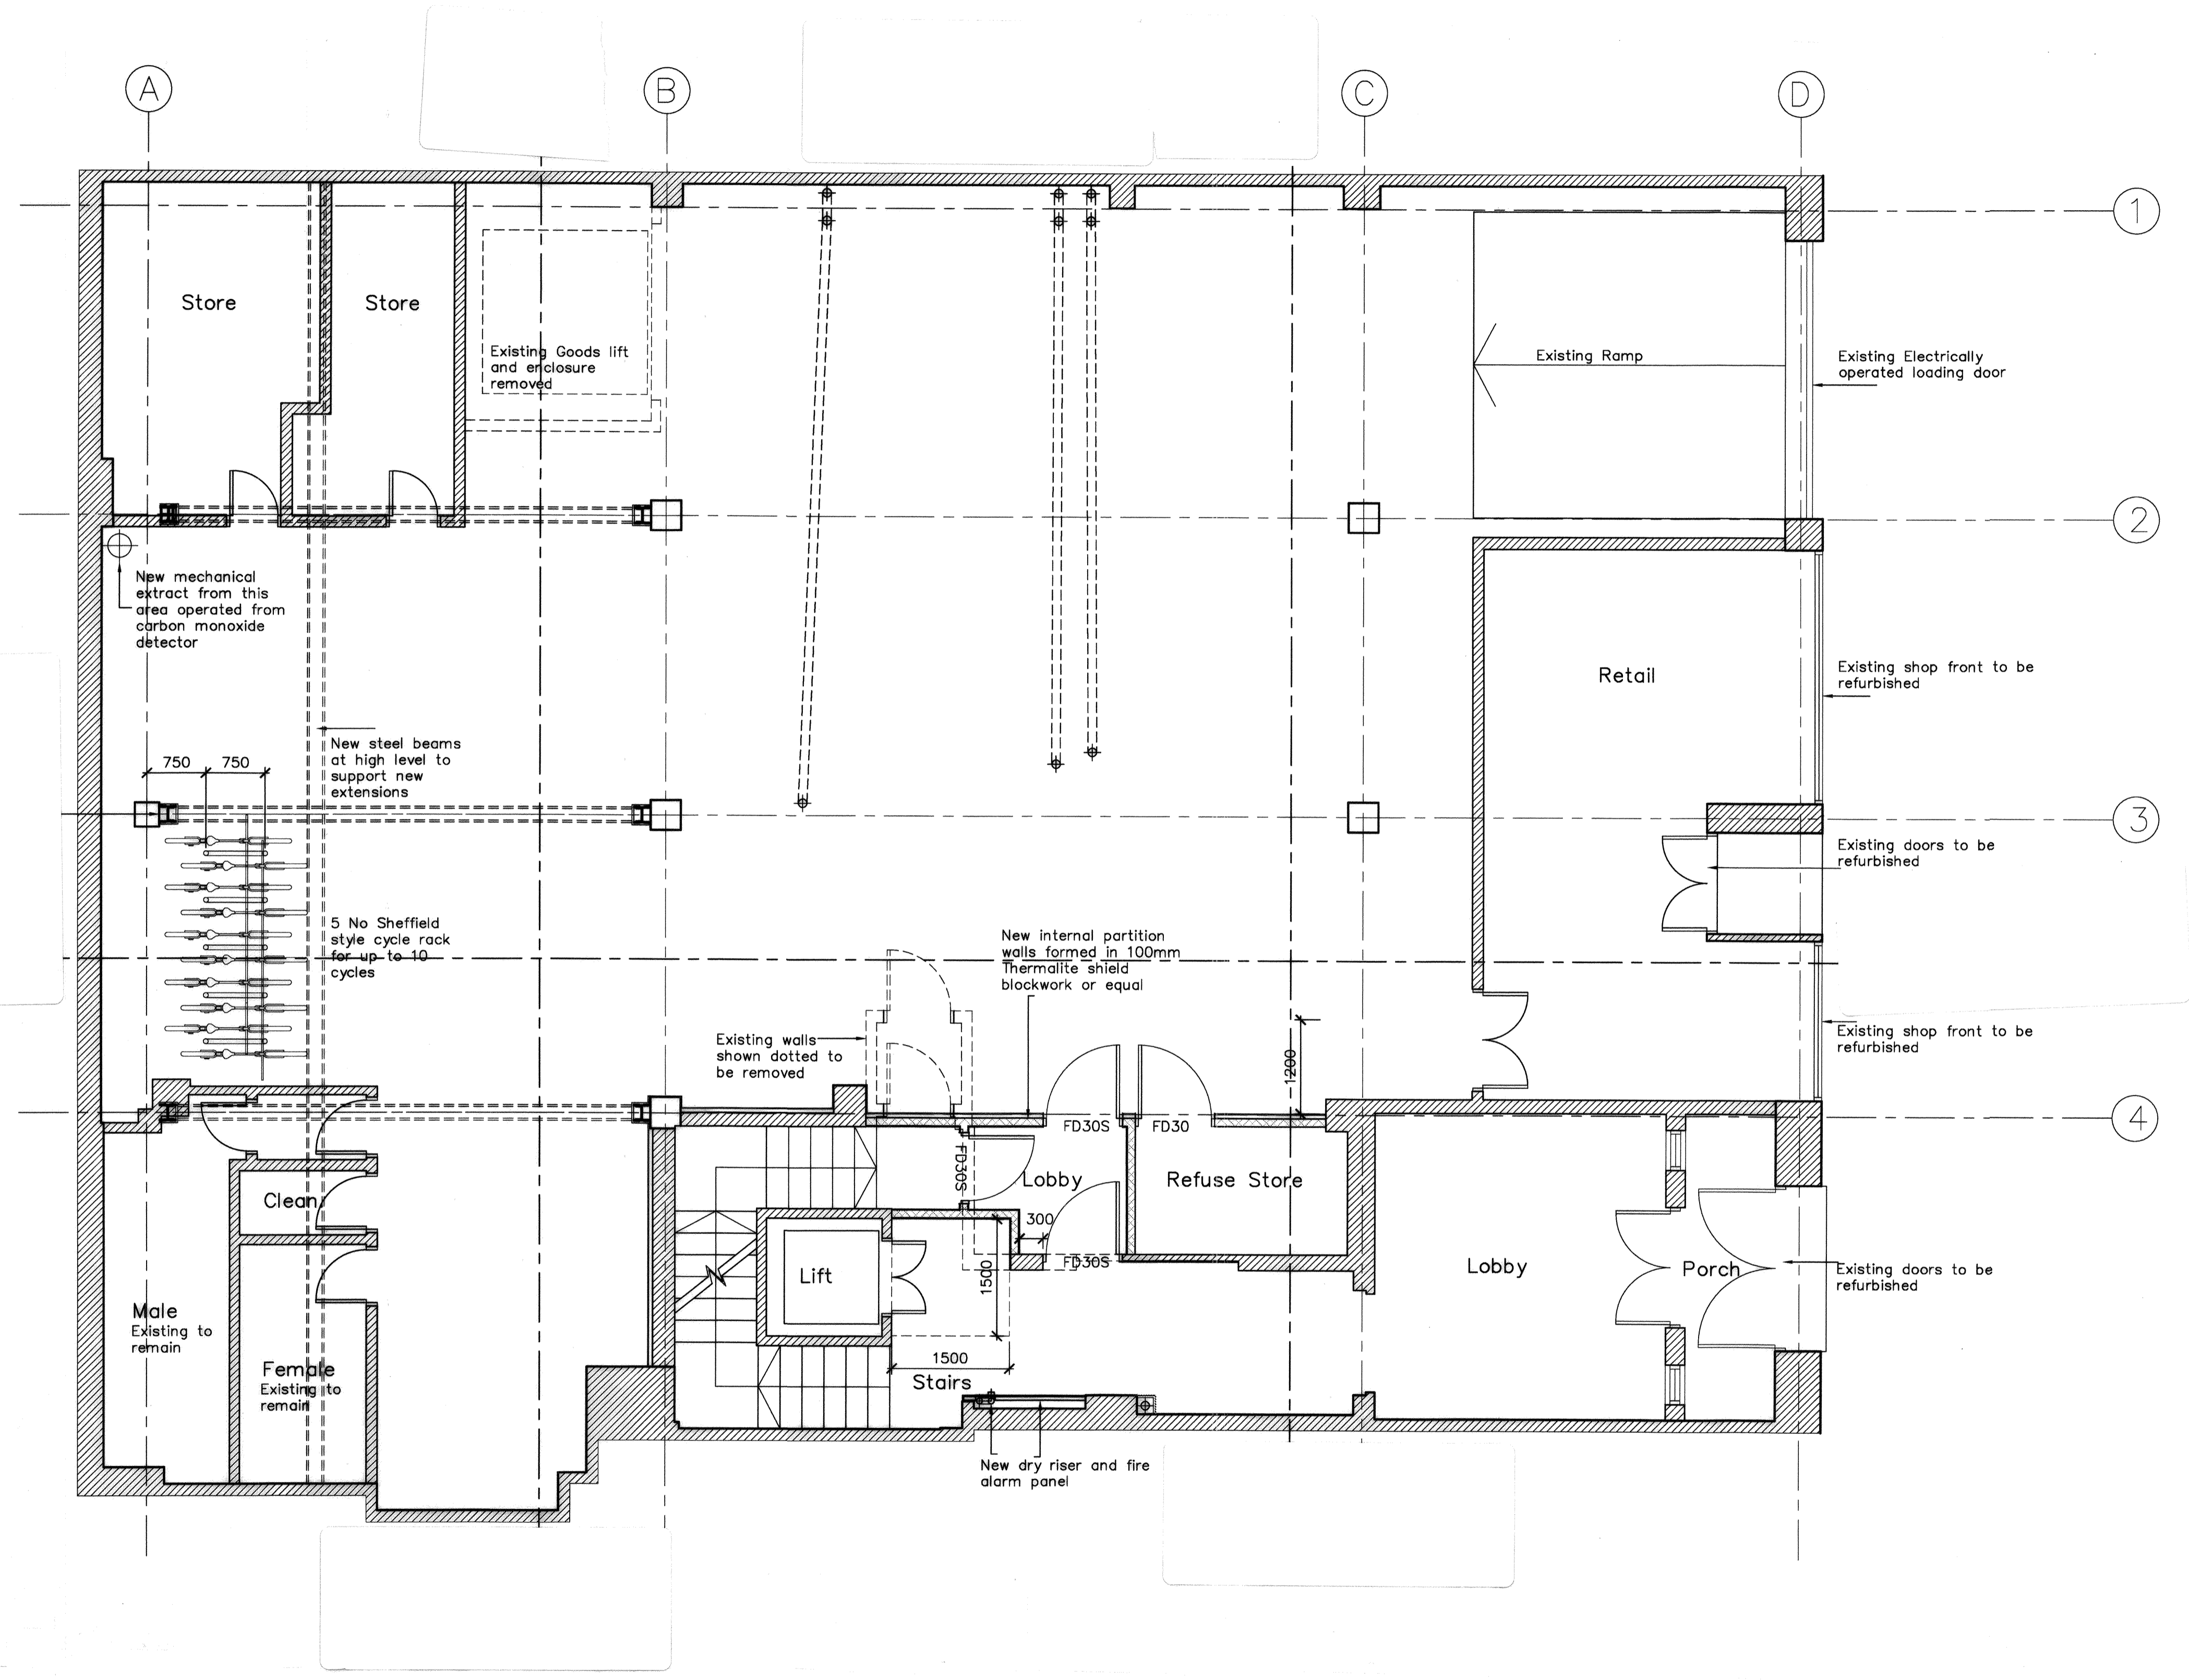 A
B
C
D
1
Store
Store
Existing Goods lift
and enclosure
removed
Existing Ramp
Existing Electrically
operated loading door
2
New mechanical
extract from this
area operated from
carbon monoxide
detector
Retail
Existing shop front to be
refurbished
New steel beams
at high level to
support new
extensions
750
750
3
Existing doors to be
refurbished
5 No Sheffield
style cycle rack
for up to 10
cycles
New internal partition
walls formed in 100mm
Thermalite shield
blockwork or equal
Existing walls
shown dotted to
be removed
1200
Existing shop front to be
refurbished
4
FD30S
FD30
FD30S
Lobby
Refuse Store
Clean
300
FD30S
1500
Lift
Lobby
Porch
Existing doors to be
refurbished
Male
Existing to
remain
Female
Existing to
remain
1500
Stairs
New dry riser and fire
alarm panel